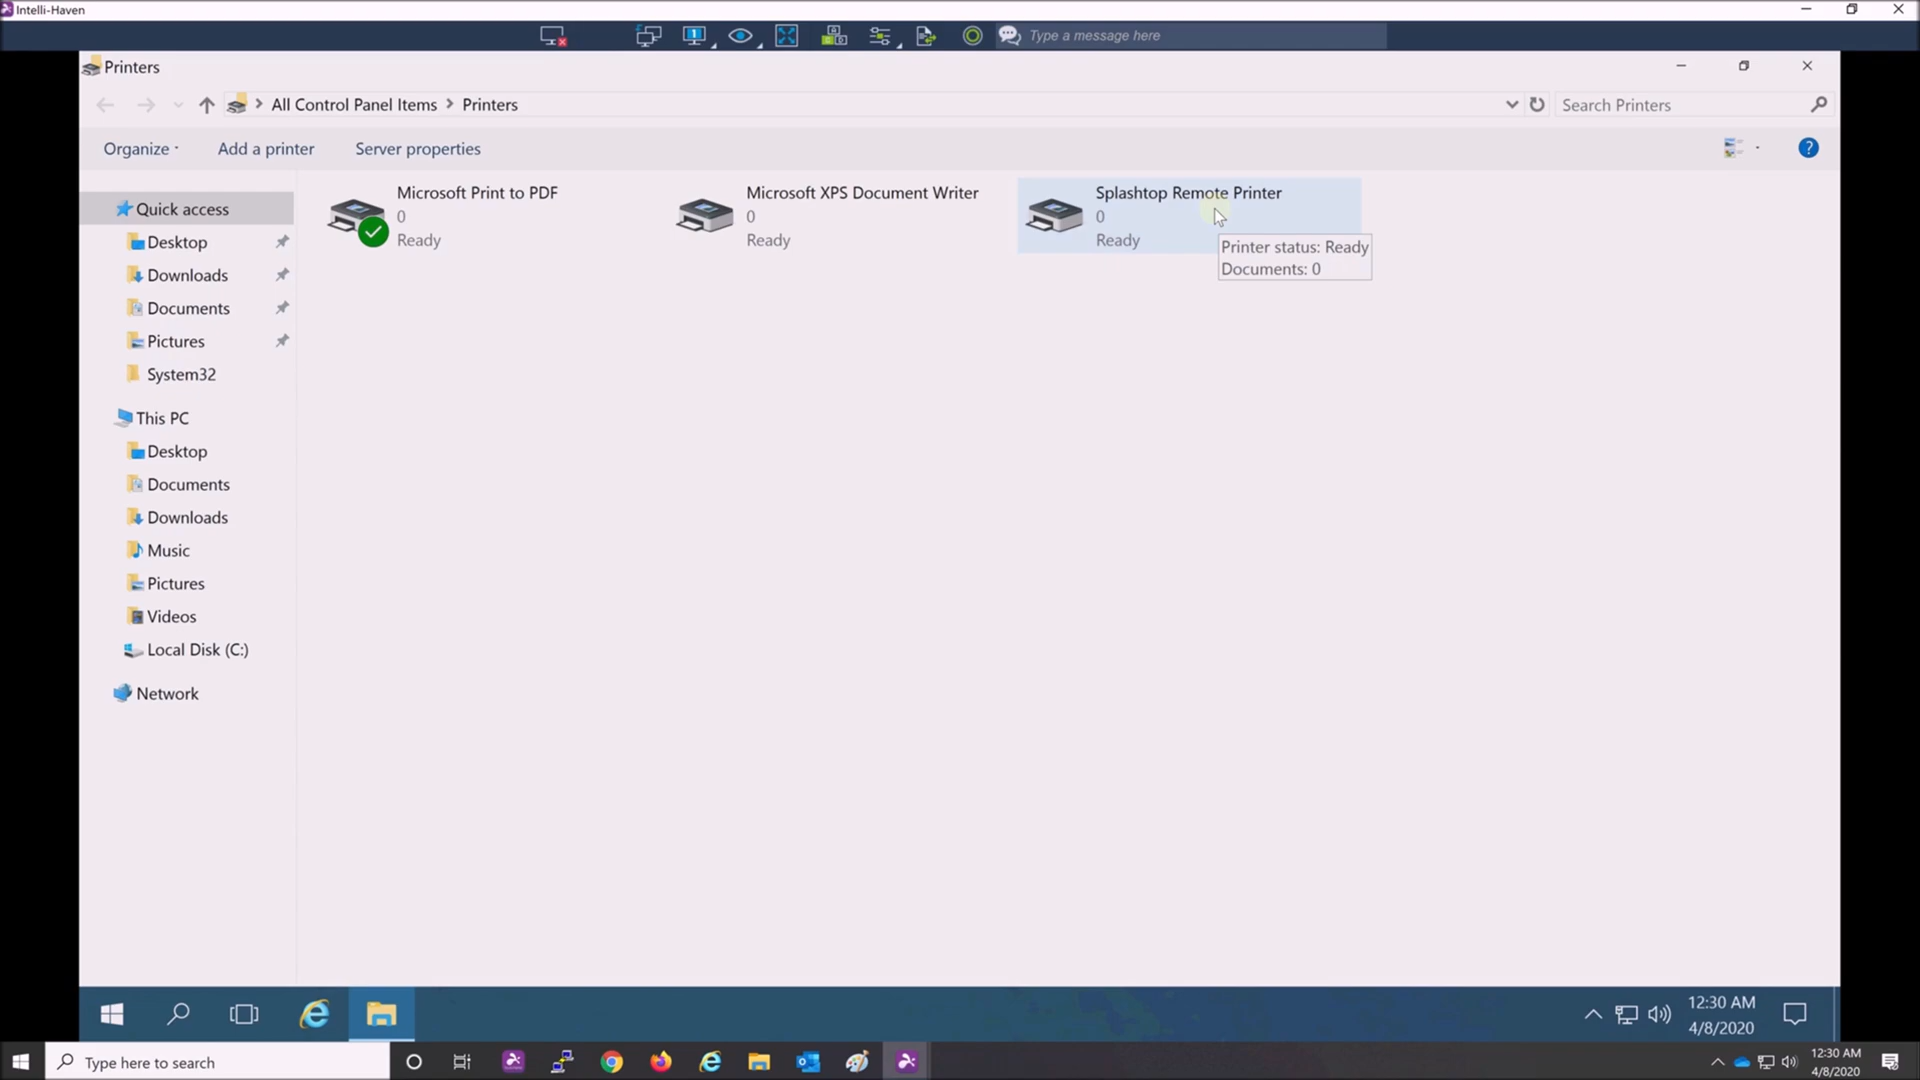 Intelli-Haven
Type a message here
Printers
All Control Panel Items > Printers
Search Printers
Organize
Add a printer
Server properties
?
Quick access
Desktop
Downloads
Documents
Pictures
System32
This PC
Desktop
Documents
Downloads
Music
Pictures
Videos
Local Disk (C:)
Network
Microsoft Print to PDF
0
Ready
Microsoft XPS Document Writer
0
Ready
Splashtop Remote Printer
0
Ready
Printer status: Ready
Documents: 0
12:30 AM
4/8/2020
Type here to search
12:30 AM
4/8/2020